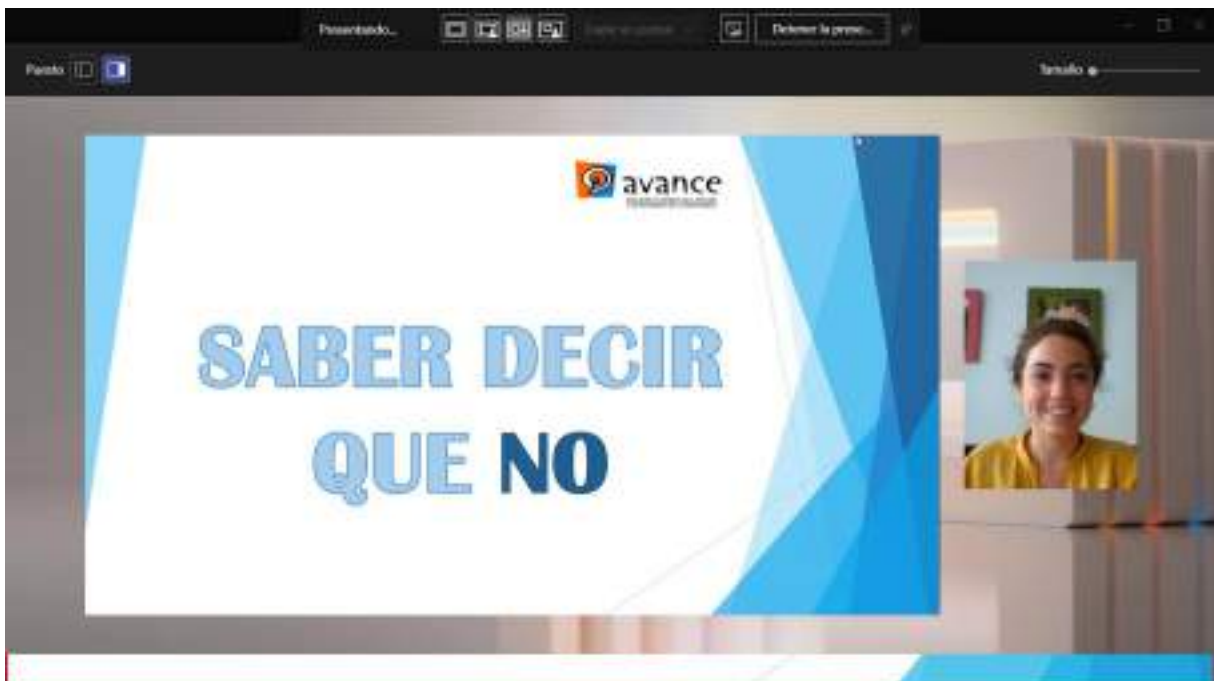 Presentando...
Detener la prese...
Puesto
Tamaño
avance
SABER DECIR
QUE NO